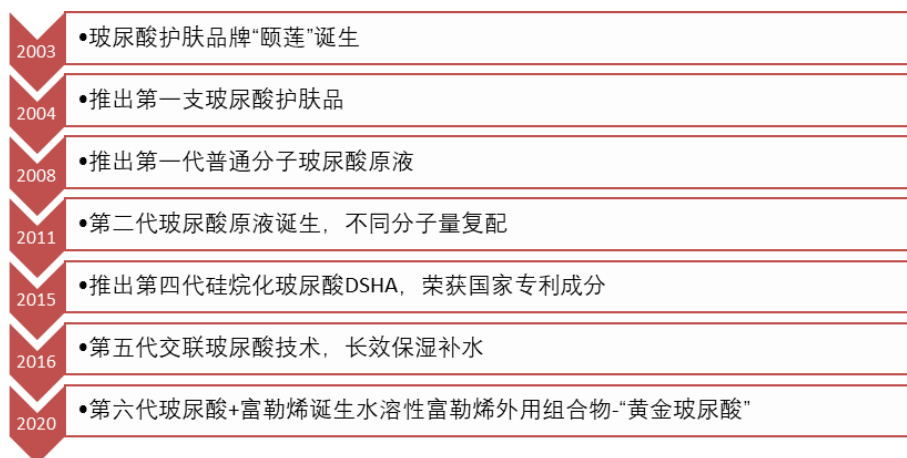 2003
•玻尿酸护肤品牌“颐莲”诞生
2004
•推出第一支玻尿酸护肤品
2008
•推出第一代普通分子玻尿酸原液
2011
•第二代玻尿酸原液诞生，不同分子量复配
2015
•推出第四代硅烷化玻尿酸DSHA，荣获国家专利成分
2016
•第五代交联玻尿酸技术，长效保湿补水
2020
•第六代玻尿酸+富勒烯诞生水溶性富勒烯外用组合物-“黄金玻尿酸”